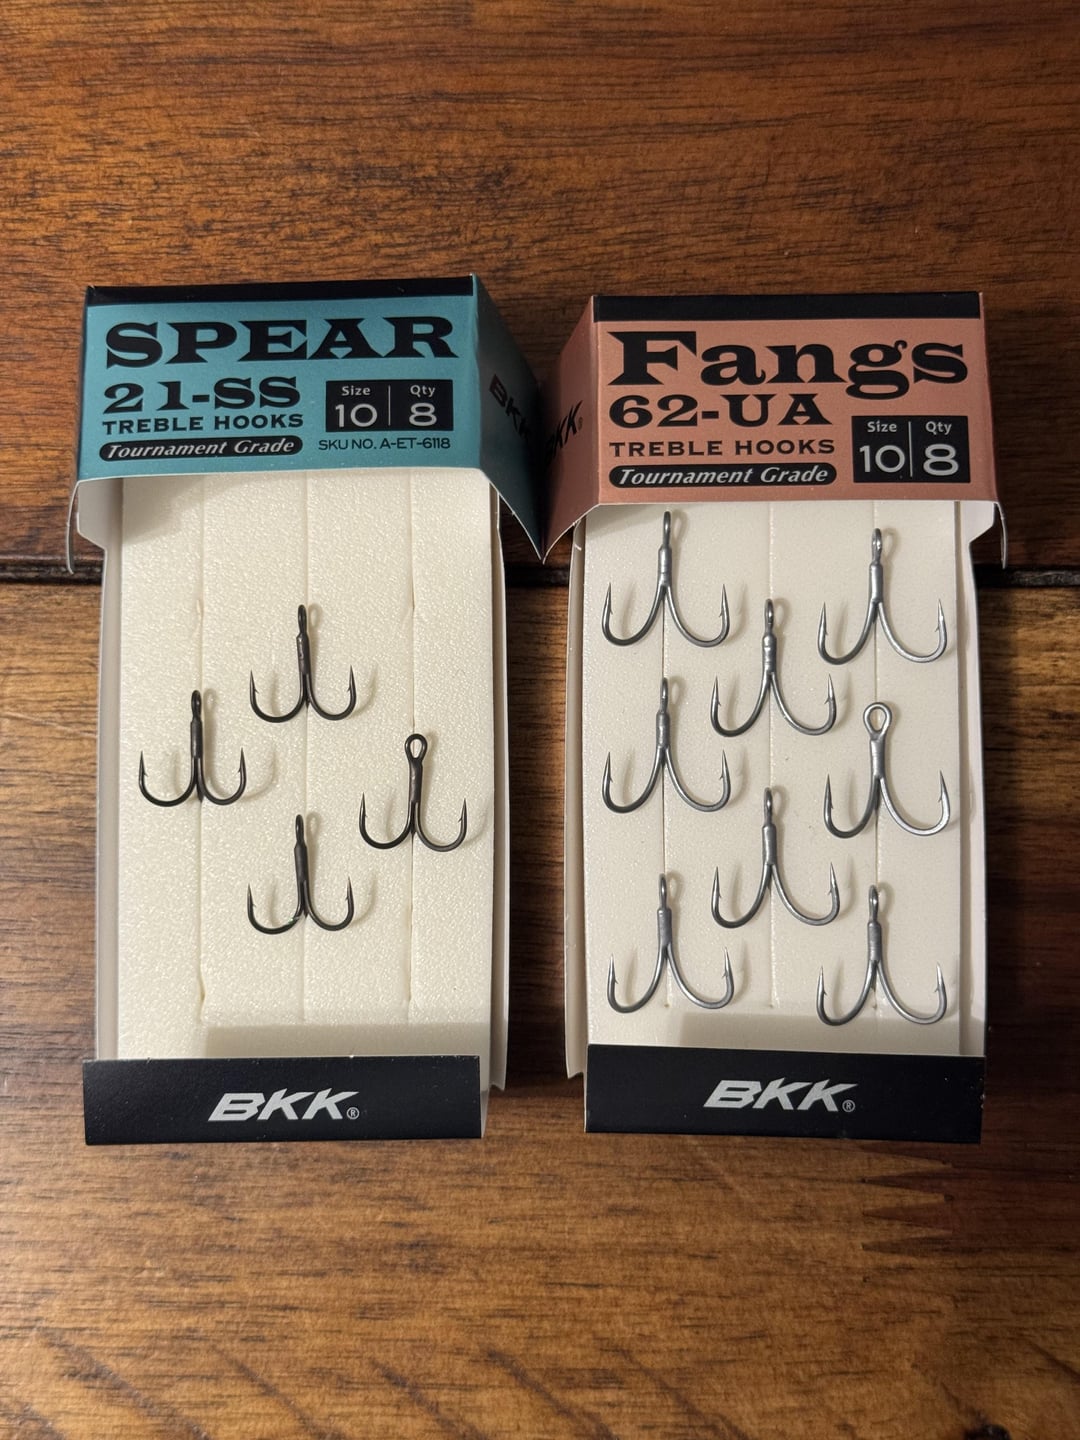 SPEAR
21-SS
TREBLE HOOKS
Tournament Grade
Size
10
Qty
8
SKU NO. A-ET-6118
BKK
BKK®
Fangs
62-UA
TREBLE HOOKS
Tournament Grade
Size
10
Qty
8
BKK®
BKK®